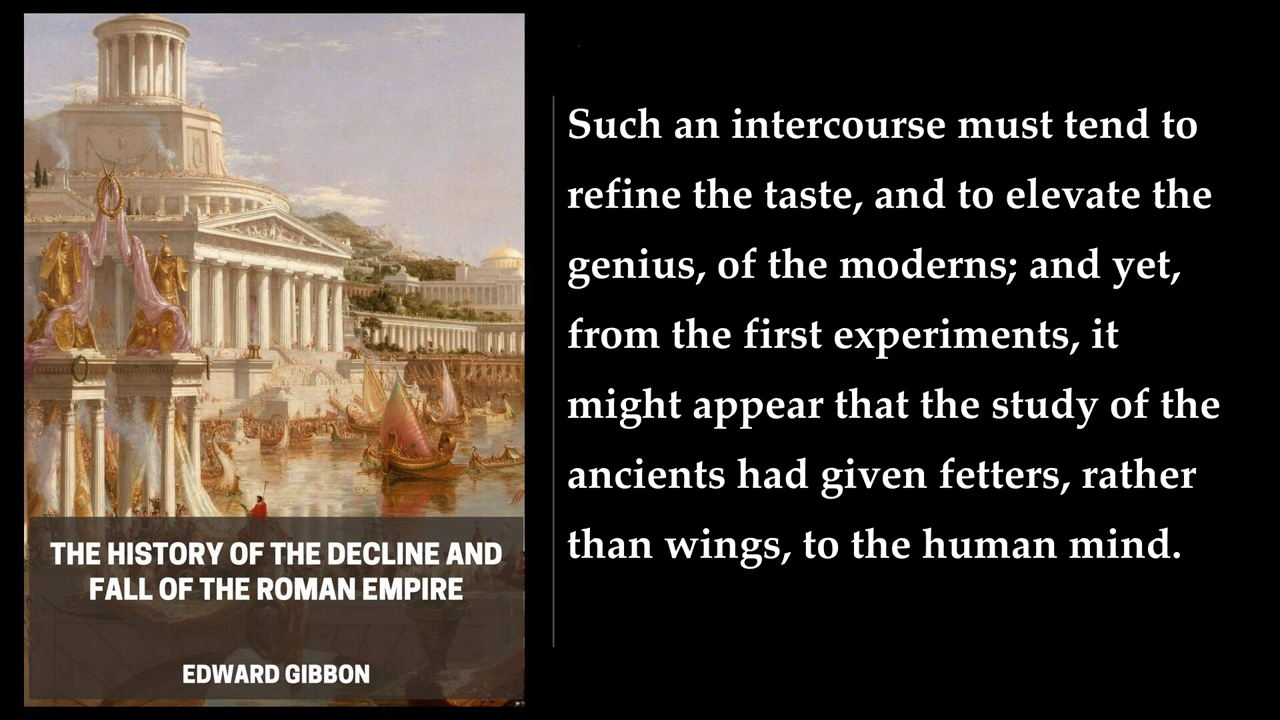 THE HISTORY OF THE DECLINE AND
FALL OF THE ROMAN EMPIRE
EDWARD GIBBON
Such an intercourse must tend to
refine the taste, and to elevate the
genius, of the moderns; and yet,
from the first experiments, it
might appear that the study of the
ancients had given fetters, rather
than wings, to the human mind.